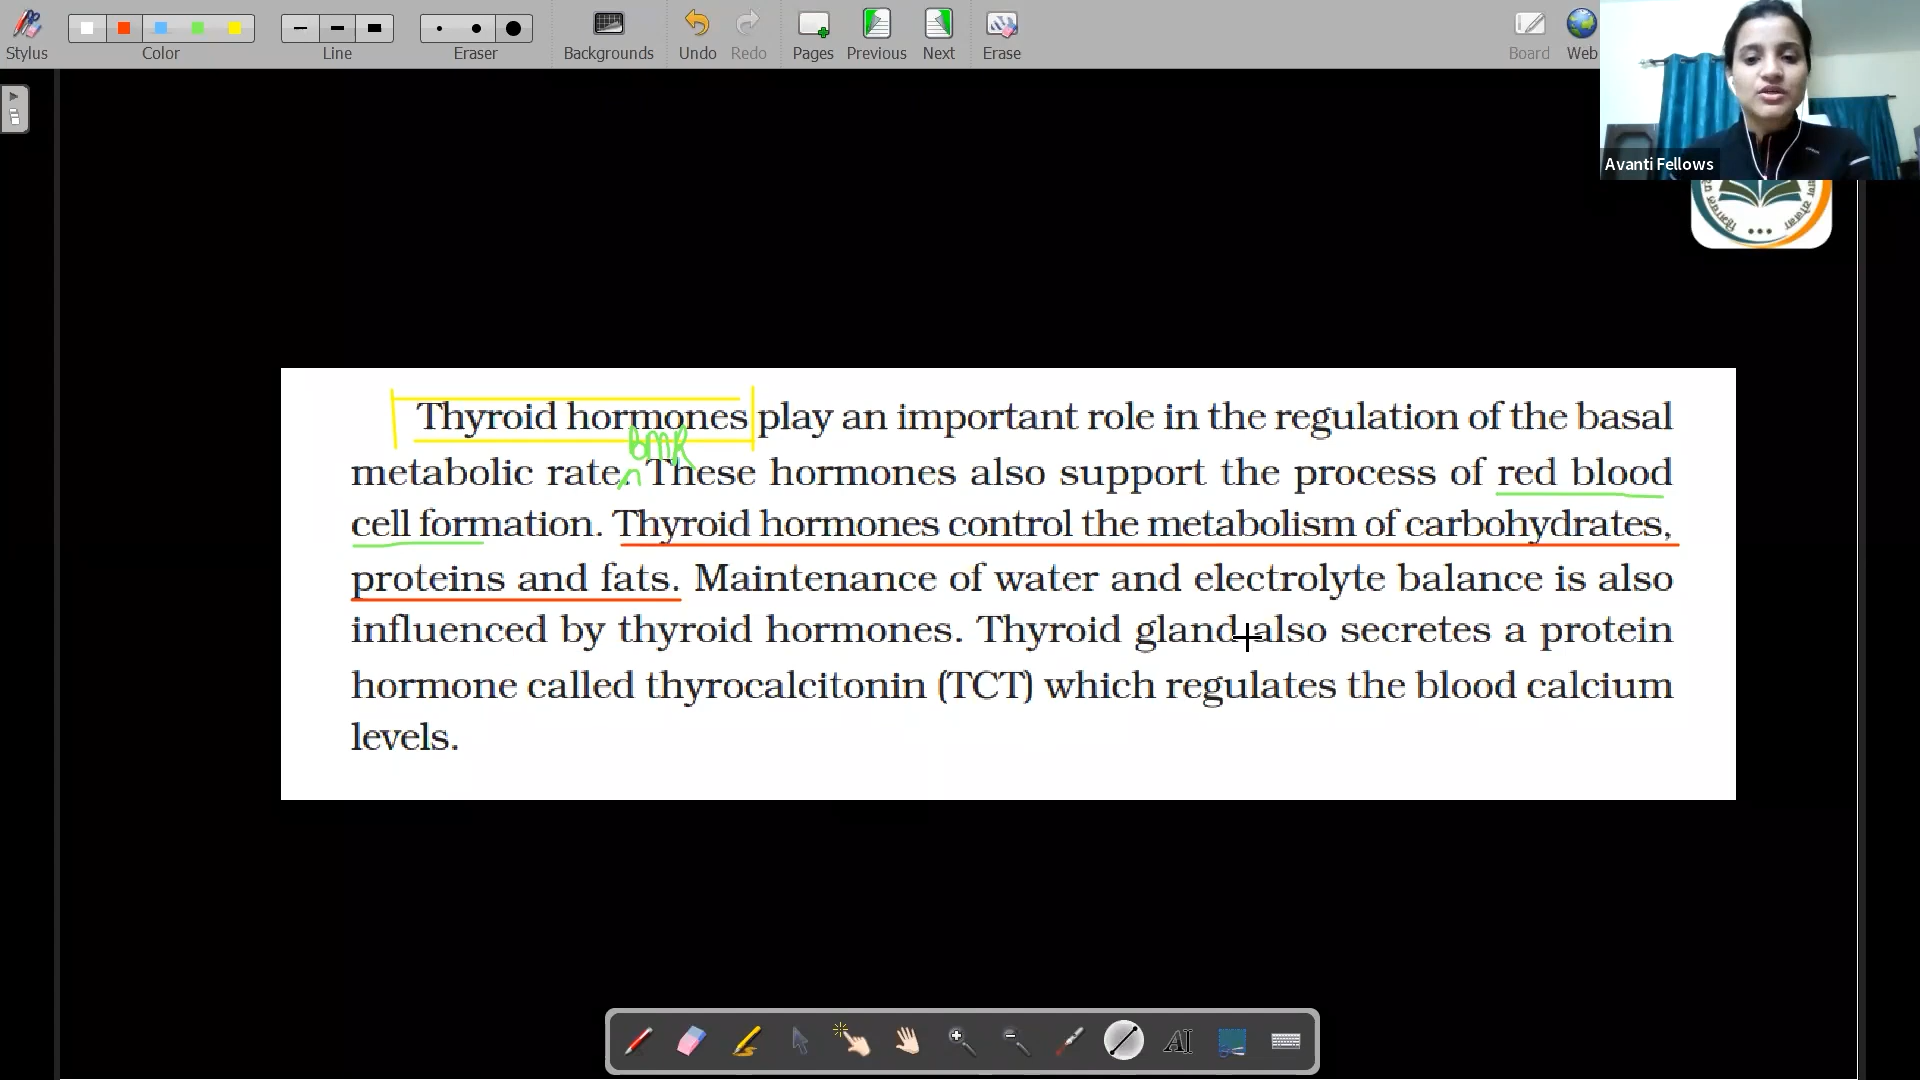 Stylus Color Line Eraser Backgrounds Undo Redo Pages Previous Next Erase Board Web
Avanti Fellows
Thyroid hormones play an important role in the regulation of the basal
BMR
metabolic rate. These hormones also support the process of red blood
cell formation. Thyroid hormones control the metabolism of carbohydrates,
proteins and fats. Maintenance of water and electrolyte balance is also
influenced by thyroid hormones. Thyroid gland also secretes a protein
hormone called thyrocalcitonin (TCT) which regulates the blood calcium
levels.